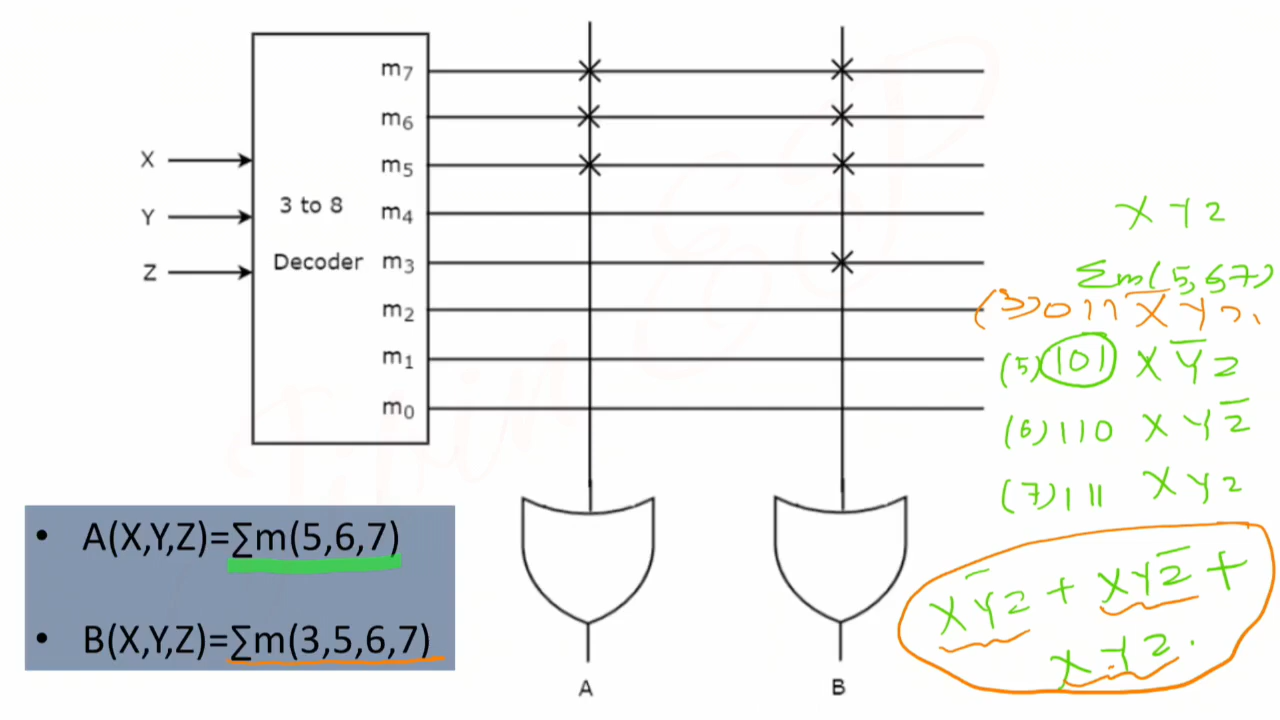 m₇
m₆
X
m₅
3 to 8
Y
m₄
Decoder
m₃
Z
m₂
m₁
m₀
X Y Z
Σm(5,6,7)
(3) 011 X̅ Y Z
(5) 101 X Y̅ Z
(6) 110 X Y Z̅
(7) 111 X Y Z
X Y̅ Z + X Y Z̅ +
X Y Z .
• A(X,Y,Z)=∑m(5,6,7)
• B(X,Y,Z)=∑m(3,5,6,7)
A
B